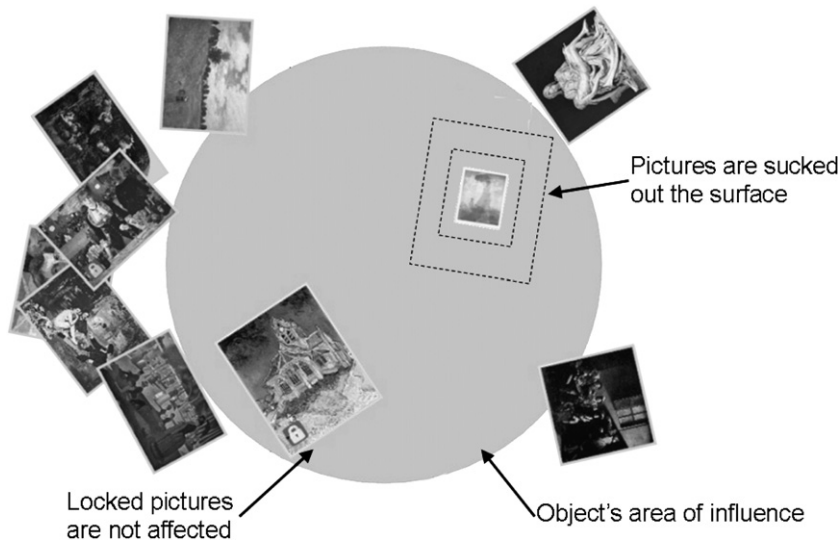 Pictures are sucked
out the surface
Locked pictures
are not affected
Object's area of influence